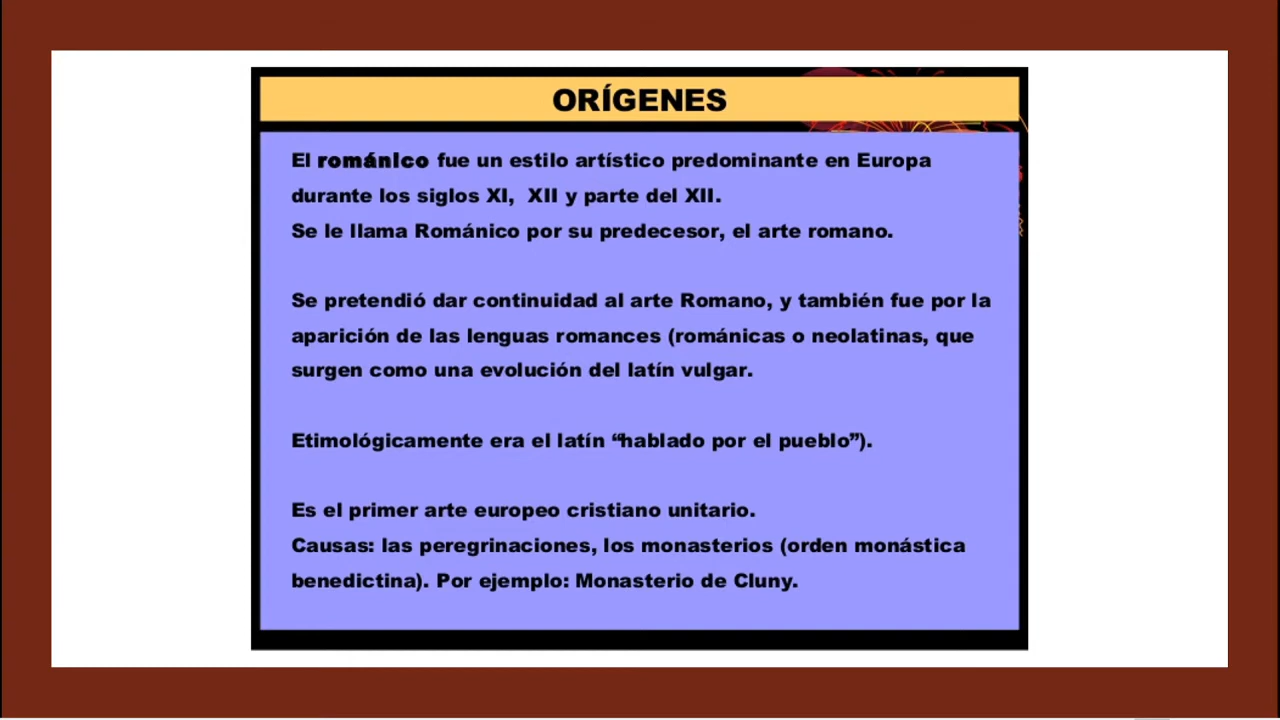 ORÍGENES
El románico fue un estilo artístico predominante en Europa
durante los siglos XI, XII y parte del XII.
Se le llama Románico por su predecesor, el arte romano.
Se pretendió dar continuidad al arte Romano, y también fue por la
aparición de las lenguas romances (románicas o neolatinas, que
surgen como una evolución del latín vulgar.
Etimológicamente era el latín “hablado por el pueblo”).
Es el primer arte europeo cristiano unitario.
Causas: las peregrinaciones, los monasterios (orden monástica
benedictina). Por ejemplo: Monasterio de Cluny.